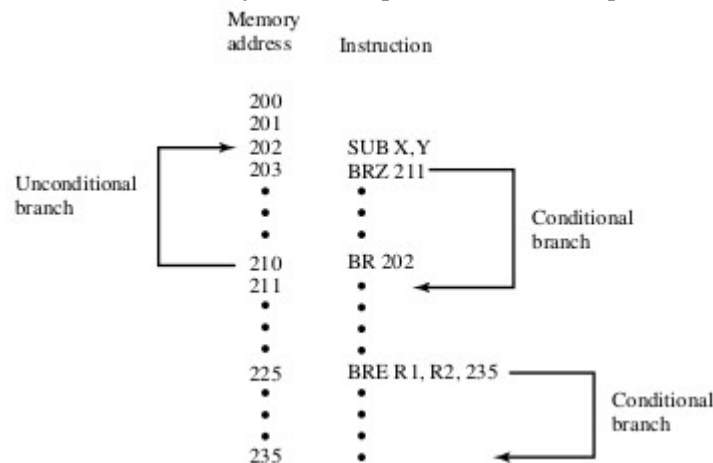 Memory address Instruction
200
201
202 SUB X,Y
203 BRZ 211
Unconditional branch
Conditional branch
210 BR 202
211
225 BRE R1, R2, 235
Conditional branch
235